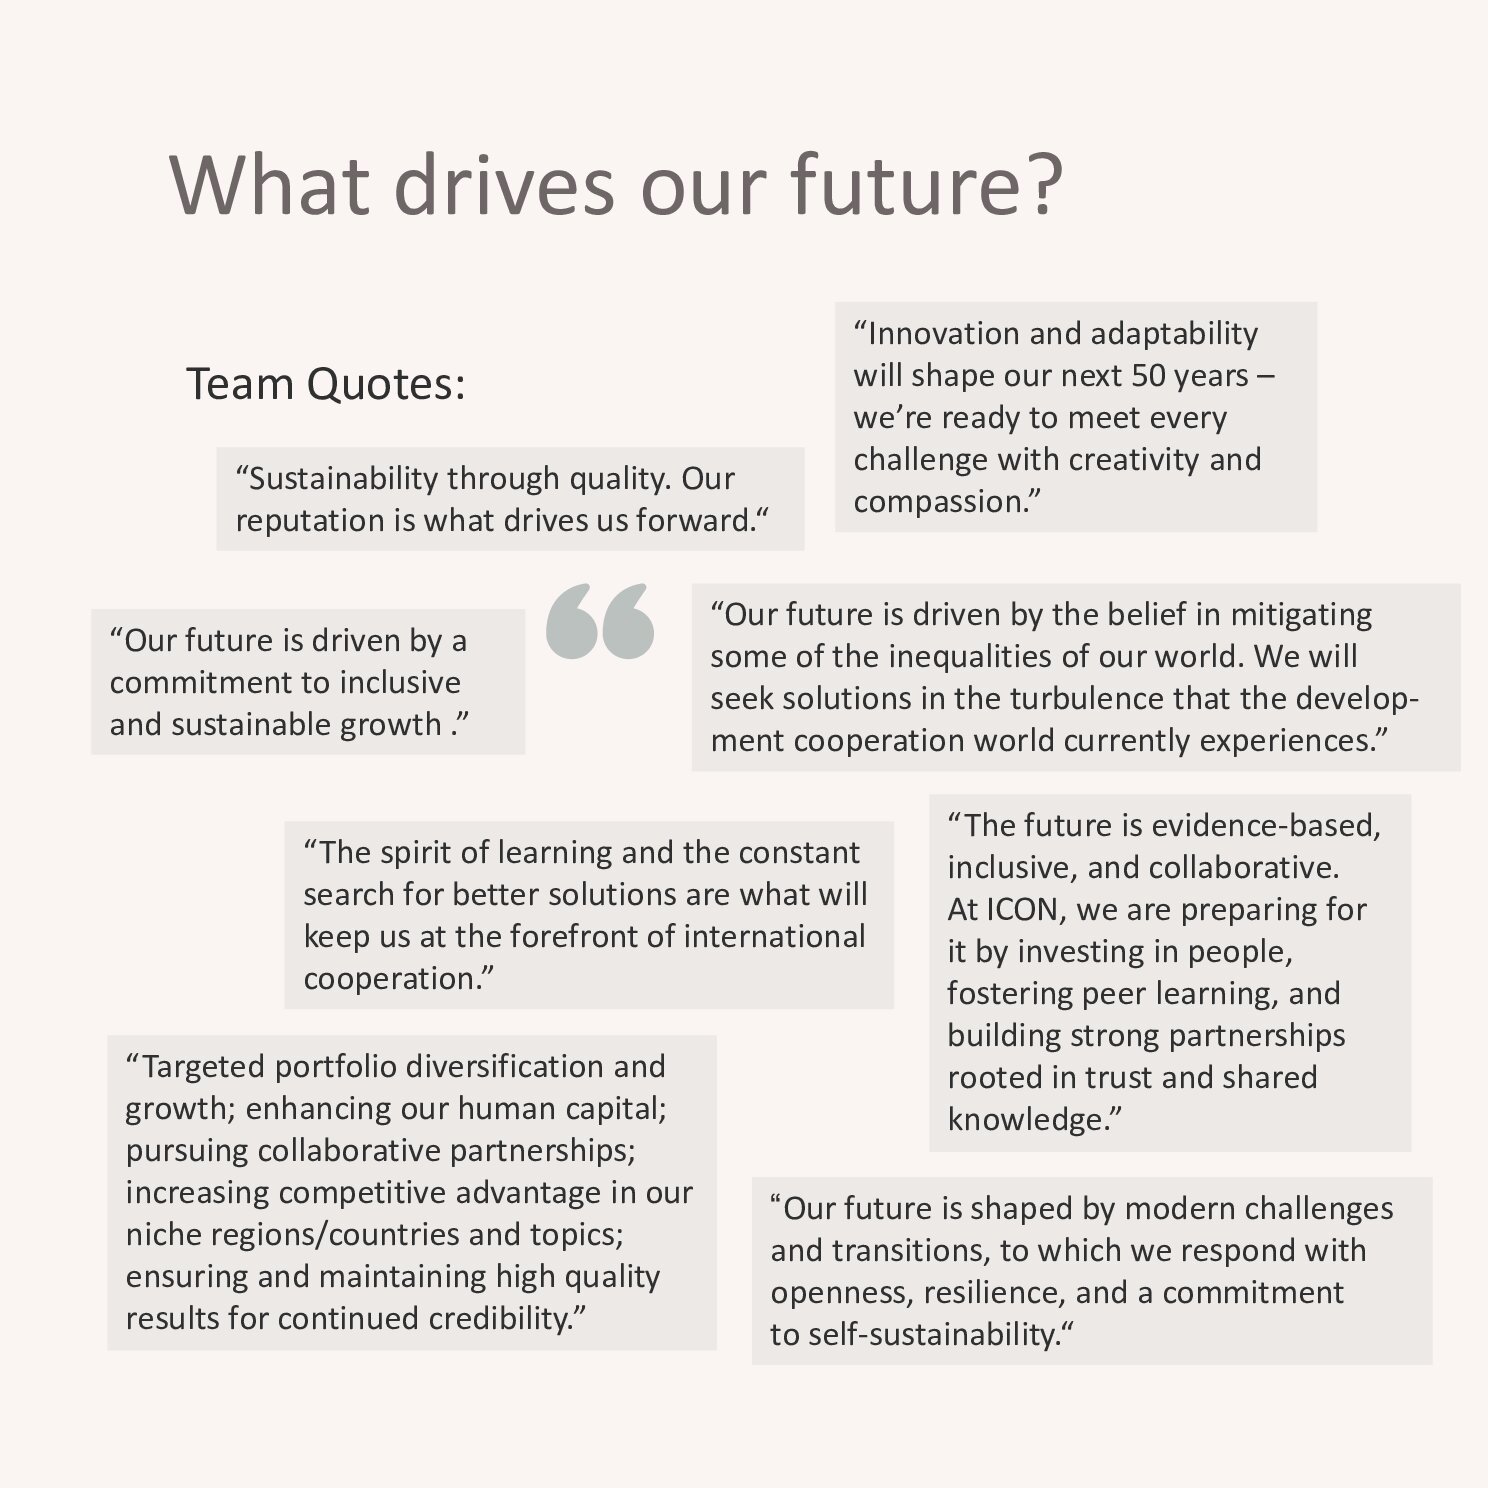 What drives our future?
Team Quotes:
“Innovation and adaptability
will shape our next 50 years –
we’re ready to meet every
challenge with creativity and
compassion.”
“Sustainability through quality. Our
reputation is what drives us forward.“
“Our future is driven by a
commitment to inclusive
and sustainable growth .”
“Our future is driven by the belief in mitigating
some of the inequalities of our world. We will
seek solutions in the turbulence that the develop-
ment cooperation world currently experiences.”
“The spirit of learning and the constant
search for better solutions are what will
keep us at the forefront of international
cooperation.”
“The future is evidence-based,
inclusive, and collaborative.
At ICON, we are preparing for
it by investing in people,
fostering peer learning, and
building strong partnerships
rooted in trust and shared
knowledge.”
“Targeted portfolio diversification and
growth; enhancing our human capital;
pursuing collaborative partnerships;
increasing competitive advantage in our
niche regions/countries and topics;
ensuring and maintaining high quality
results for continued credibility.”
“Our future is shaped by modern challenges
and transitions, to which we respond with
openness, resilience, and a commitment
to self-sustainability.“